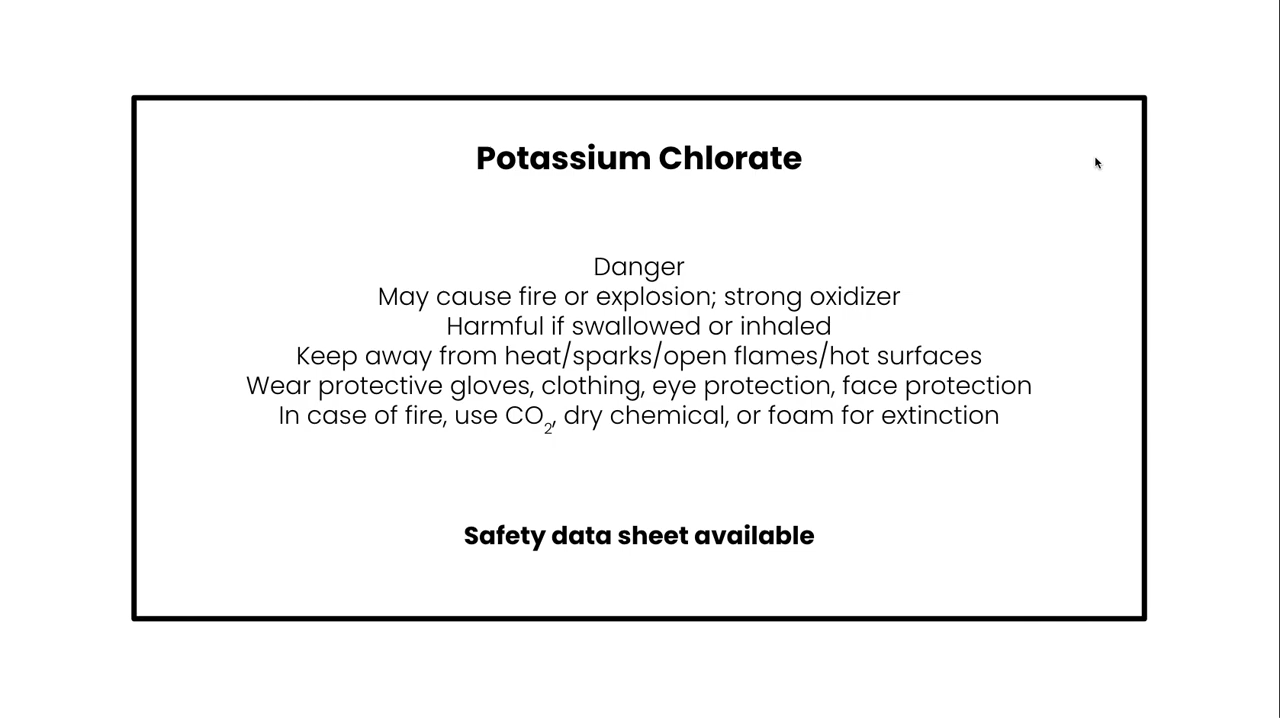 Potassium Chlorate
Danger
May cause fire or explosion; strong oxidizer
Harmful if swallowed or inhaled
Keep away from heat/sparks/open flames/hot surfaces
Wear protective gloves, clothing, eye protection, face protection
In case of fire, use CO₂, dry chemical, or foam for extinction
Safety data sheet available